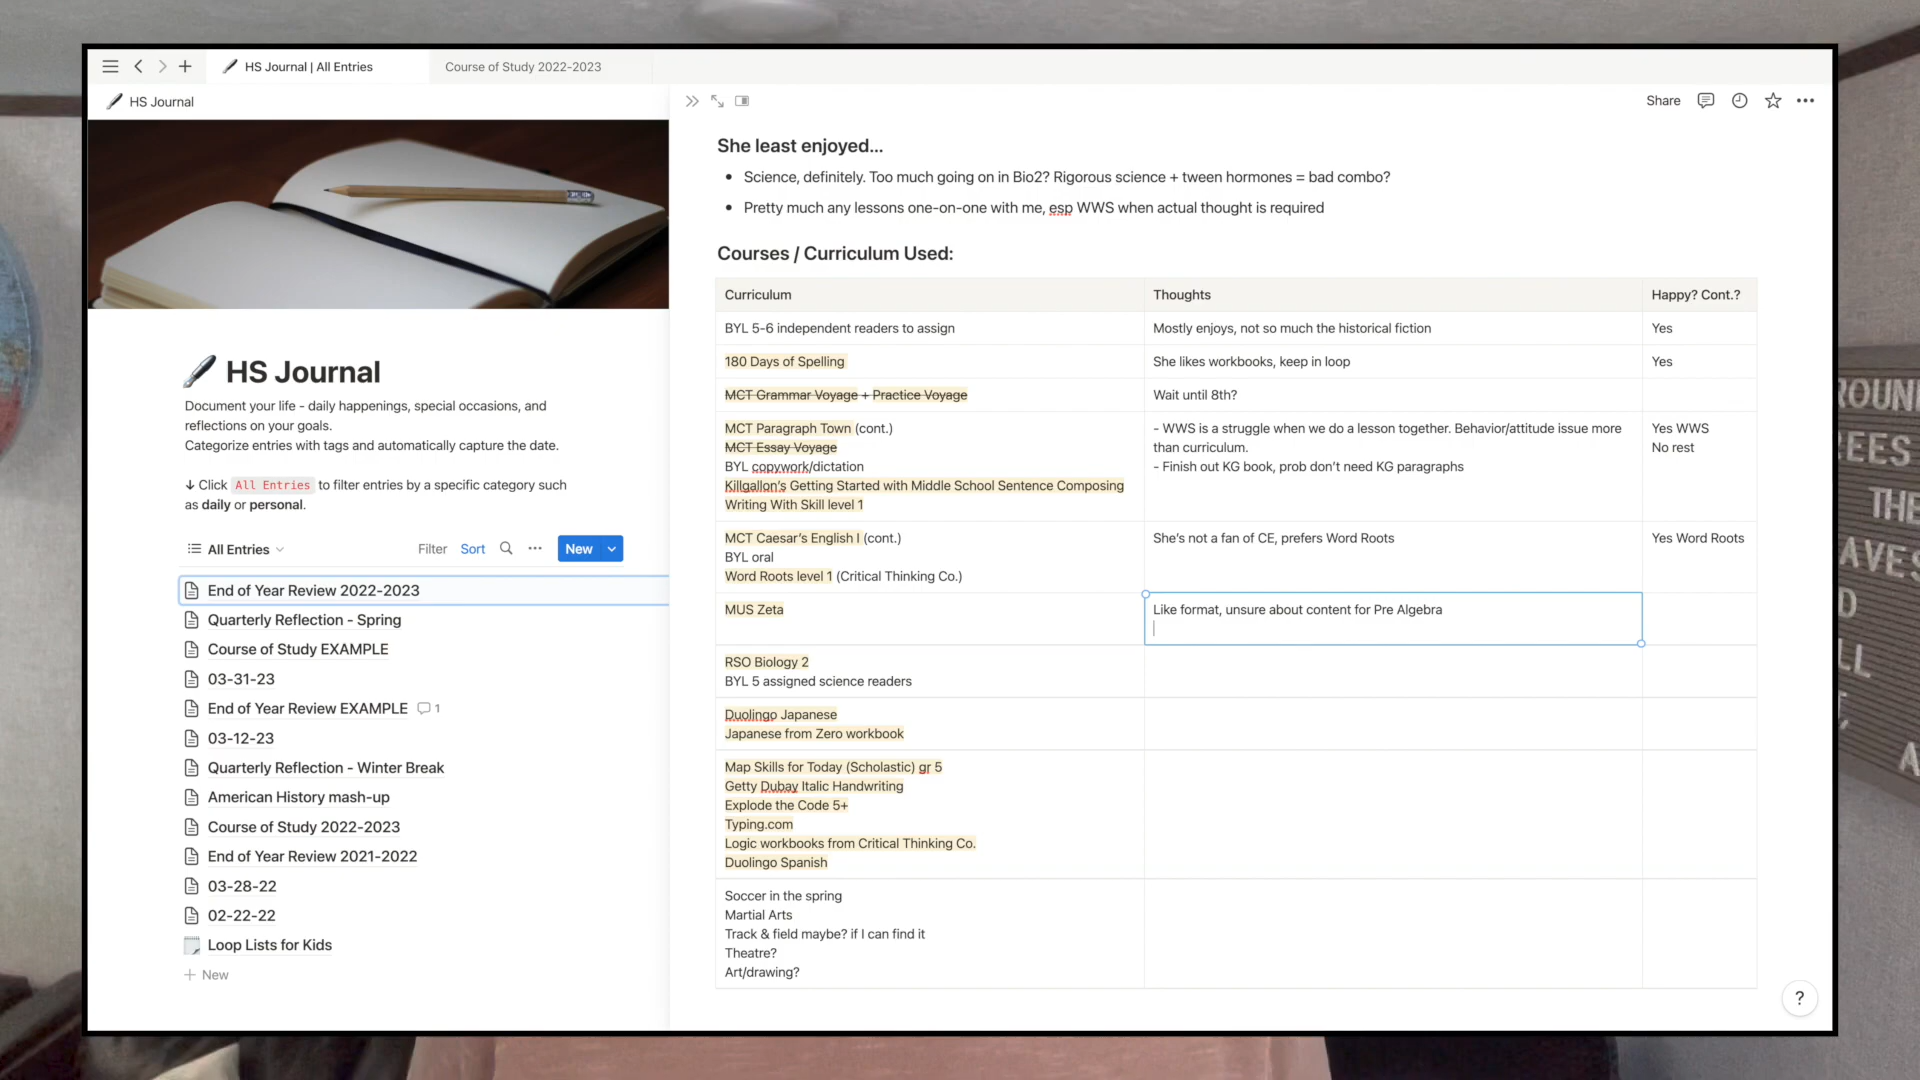 HS Journal | All Entries
Course of Study 2022-2023
HS Journal
Share
HS Journal
Document your life - daily happenings, special occasions, and
reflections on your goals.
Categorize entries with tags and automatically capture the date.
↓ Click All Entries to filter entries by a specific category such
as daily or personal.
All Entries
Filter
Sort
New
End of Year Review 2022-2023
Quarterly Reflection - Spring
Course of Study EXAMPLE
03-31-23
End of Year Review EXAMPLE 1
03-12-23
Quarterly Reflection - Winter Break
American History mash-up
Course of Study 2022-2023
End of Year Review 2021-2022
03-28-22
02-22-22
Loop Lists for Kids
+ New
She least enjoyed...
• Science, definitely. Too much going on in Bio2? Rigorous science + tween hormones = bad combo?
• Pretty much any lessons one-on-one with me, esp WWS when actual thought is required
Courses / Curriculum Used:
Curriculum
Thoughts
Happy? Cont.?
BYL 5-6 independent readers to assign
Mostly enjoys, not so much the historical fiction
Yes
180 Days of Spelling
She likes workbooks, keep in loop
Yes
MCT Grammar Voyage + Practice Voyage
Wait until 8th?
MCT Paragraph Town (cont.)
MCT Essay Voyage
BYL copywork/dictation
Killgallon's Getting Started with Middle School Sentence Composing
Writing With Skill level 1
- WWS is a struggle when we do a lesson together. Behavior/attitude issue more
than curriculum.
- Finish out KG book, prob don't need KG paragraphs
Yes WWS
No rest
MCT Caesar's English I (cont.)
BYL oral
Word Roots level 1 (Critical Thinking Co.)
She's not a fan of CE, prefers Word Roots
Yes Word Roots
MUS Zeta
Like format, unsure about content for Pre Algebra
RSO Biology 2
BYL 5 assigned science readers
Duolingo Japanese
Japanese from Zero workbook
Map Skills for Today (Scholastic) gr 5
Getty Dubay Italic Handwriting
Explode the Code 5+
Typing.com
Logic workbooks from Critical Thinking Co.
Duolingo Spanish
Soccer in the spring
Martial Arts
Track & field maybe? if I can find it
Theatre?
Art/drawing?
?